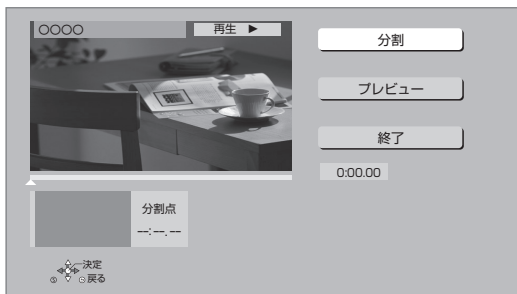 ○○○○
再生 ▶
分割
プレビュー
終了
0:00.00
分割点
--:--.--
決定
戻る